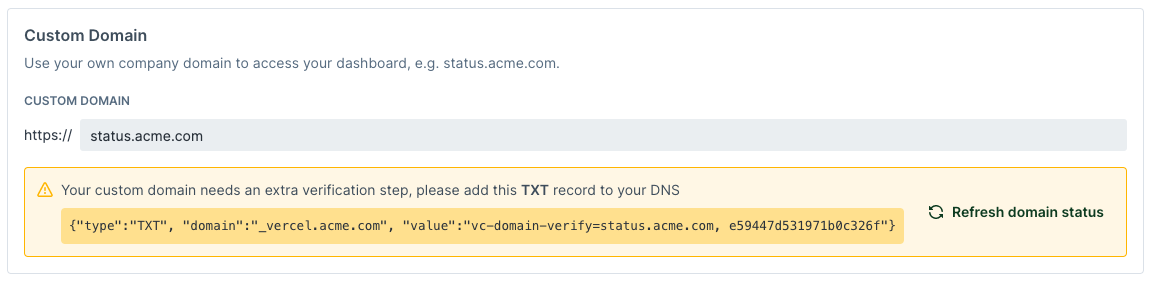 Custom Domain
Use your own company domain to access your dashboard, e.g. status.acme.com.
CUSTOM DOMAIN
https:// status.acme.com
Your custom domain needs an extra verification step, please add this TXT record to your DNS
{"type":"TXT", "domain":"_vercel.acme.com", "value":"vc-domain-verify=status.acme.com, e59447d531971b0c326f"}
Refresh domain status